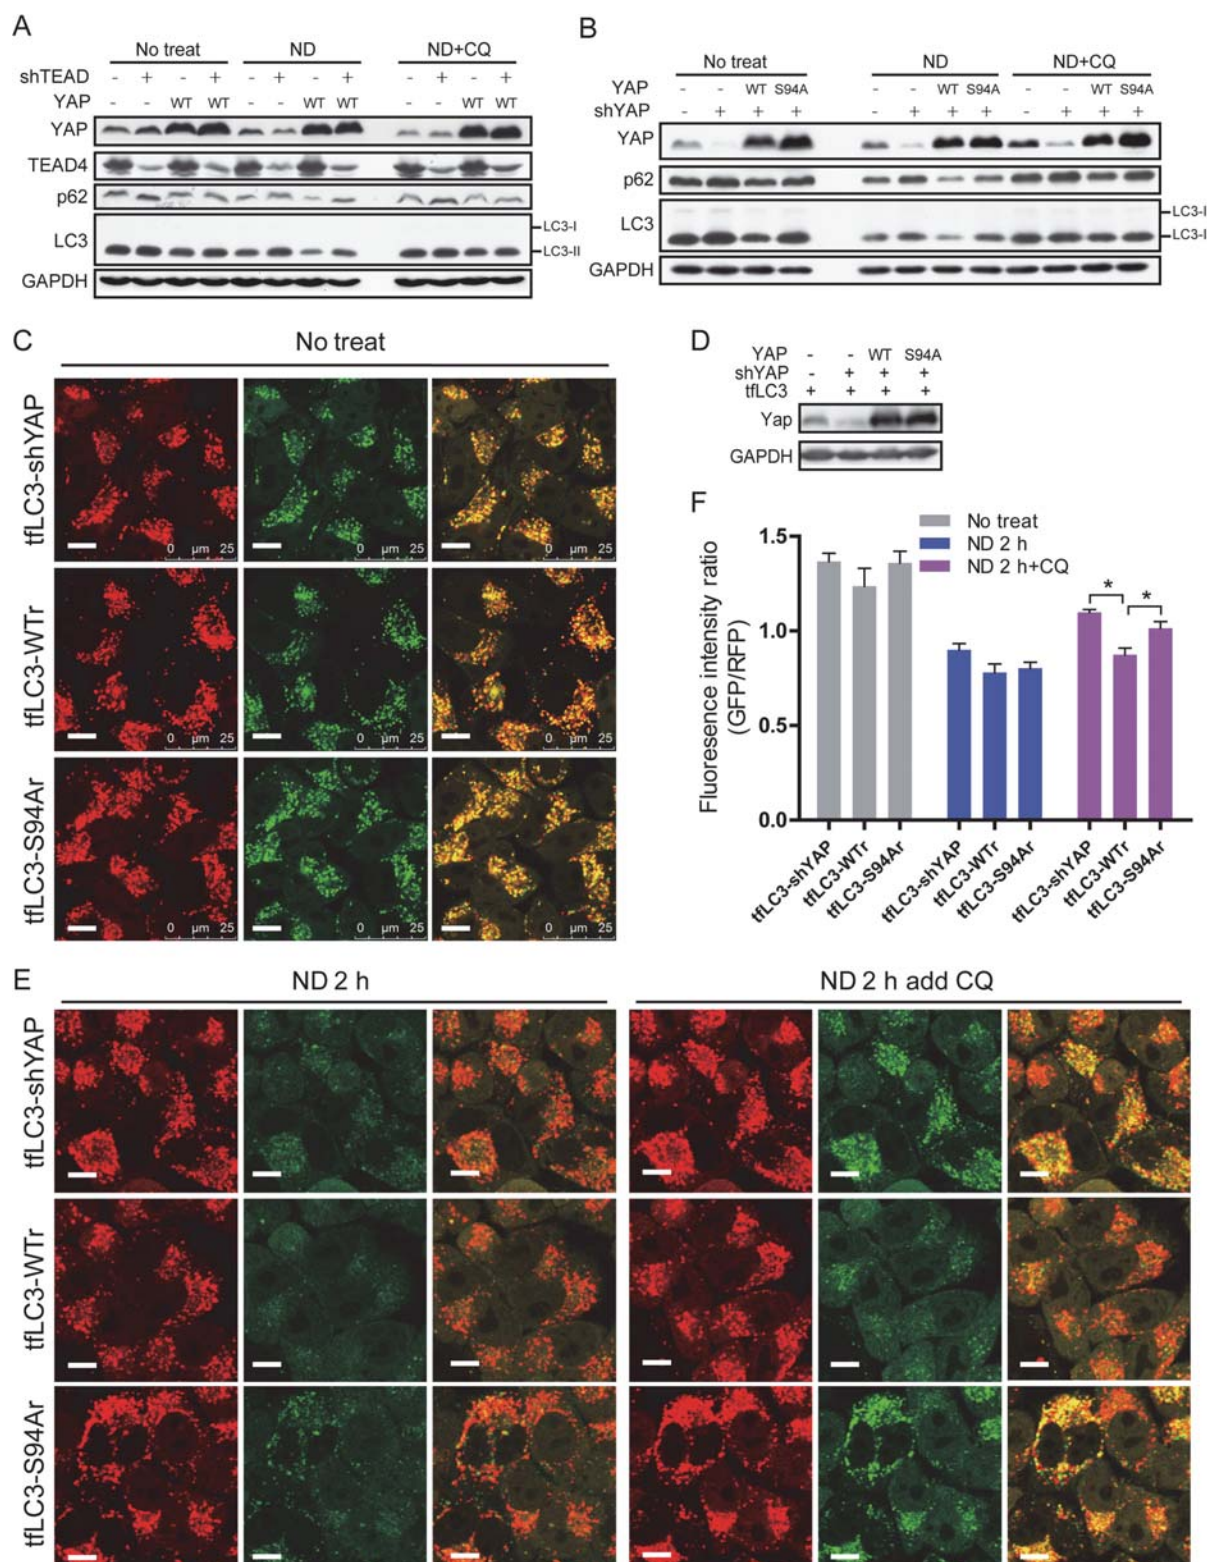 A
No treat ND ND+CQ
shTEAD - + - + - + - + - + - +
YAP - - WT WT - - WT WT - - WT WT
YAP
TEAD4
p62
LC3
LC3-I
LC3-II
GAPDH
B
No treat ND ND+CQ
YAP - - WT S94A - - WT S94A - - WT S94A
shYAP - + + + - + + + - + + +
YAP
p62
LC3
LC3-I
LC3-I
GAPDH
C
No treat
tfLC3-shYAP
0 µm 25
0 µm 25
0 µm 25
tfLC3-WTr
0 µm 25
0 µm 25
0 µm 25
tfLC3-S94Ar
0 µm 25
0 µm 25
0 µm 25
D
YAP - - WT S94A
shYAP - + + +
tfLC3 + + + +
Yap
GAPDH
F
No treat
ND 2 h
ND 2 h+CQ
Fluoresence intensity ratio
(GFP/RFP)
1.5
1.0
0.5
0.0
* *
tfLC3-shYAP
tfLC3-WTr
tfLC3-S94Ar
tfLC3-shYAP
tfLC3-WTr
tfLC3-S94Ar
tfLC3-shYAP
tfLC3-WTr
tfLC3-S94Ar
E
ND 2 h ND 2 h add CQ
tfLC3-shYAP
tfLC3-WTr
tfLC3-S94Ar